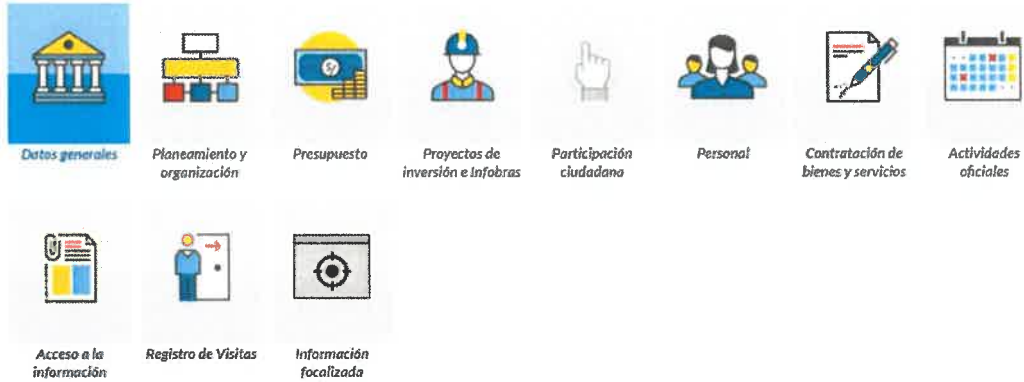 S/
Datos generales
Planeamiento y
organización
Presupuesto
Proyectos de
inversión e Infobras
Participación
ciudadana
Personal
Contratación de
bienes y servicios
Actividades
oficiales
Acceso a la
información
Registro de Visitas
Información
focalizada